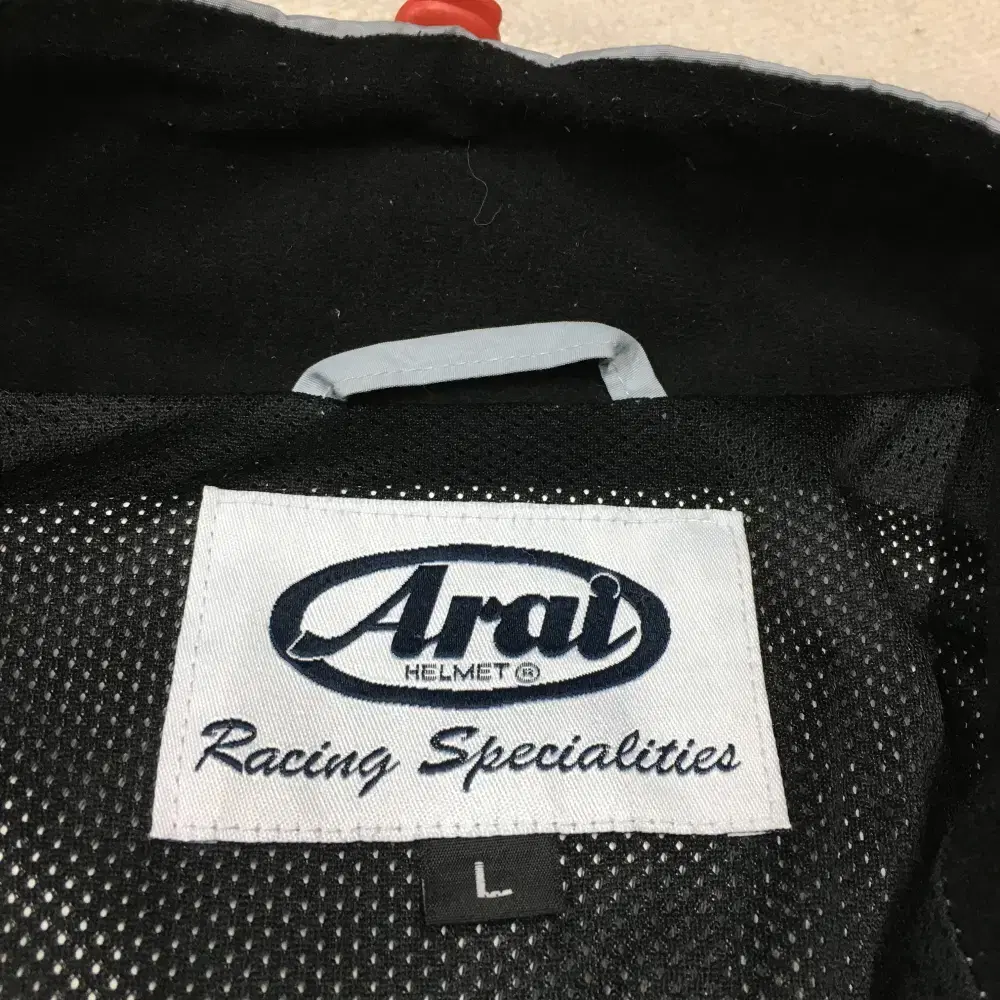 Arai
HELMET ®
Racing Specialities
L